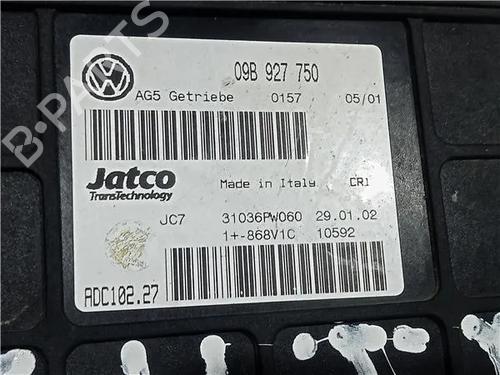 09B 927 750
AG5 Getriebe 0157 05/01
Jatco
TransTechnology
Made in Italy CR1
JC7 31036PW060 29.01.02
1+-868V1C 10592
ADC102.27
B-PARTS